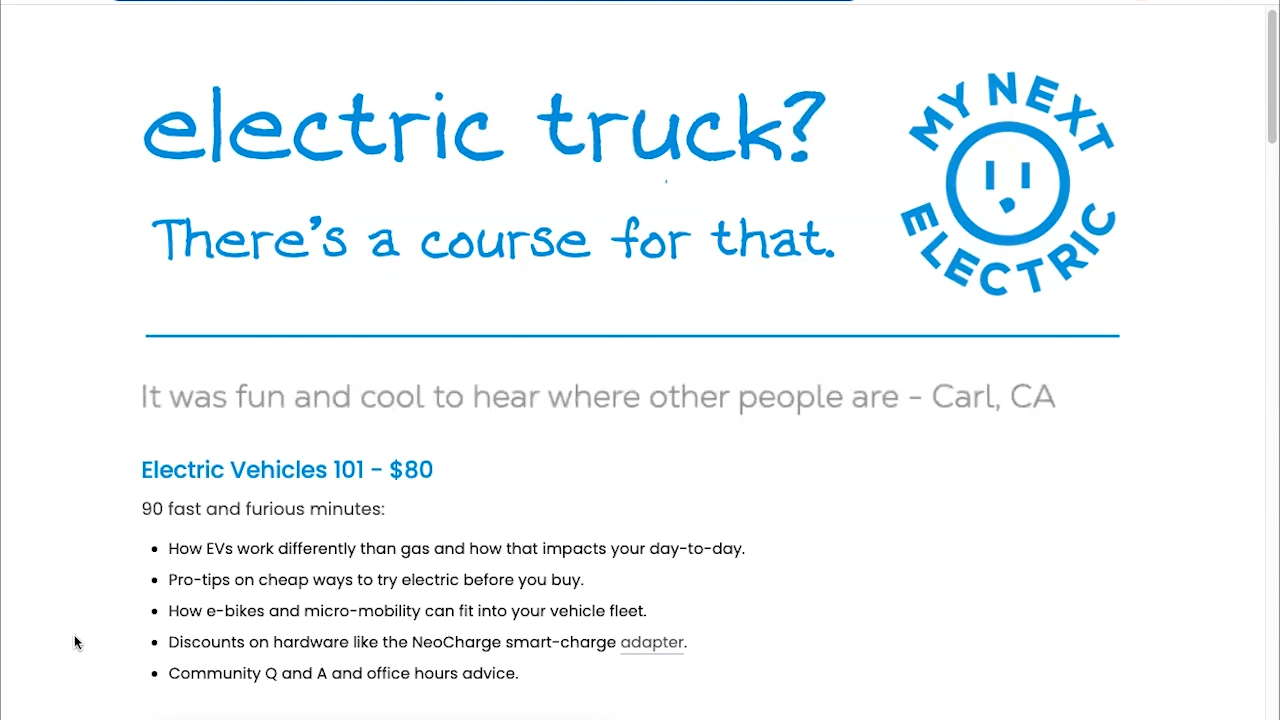 electric truck?
There's a course for that.
MY NEXT
ELECTRIC
It was fun and cool to hear where other people are - Carl, CA
Electric Vehicles 101 - $80
90 fast and furious minutes:
• How EVs work differently than gas and how that impacts your day-to-day.
• Pro-tips on cheap ways to try electric before you buy.
• How e-bikes and micro-mobility can fit into your vehicle fleet.
• Discounts on hardware like the NeoCharge smart-charge adapter.
• Community Q and A and office hours advice.